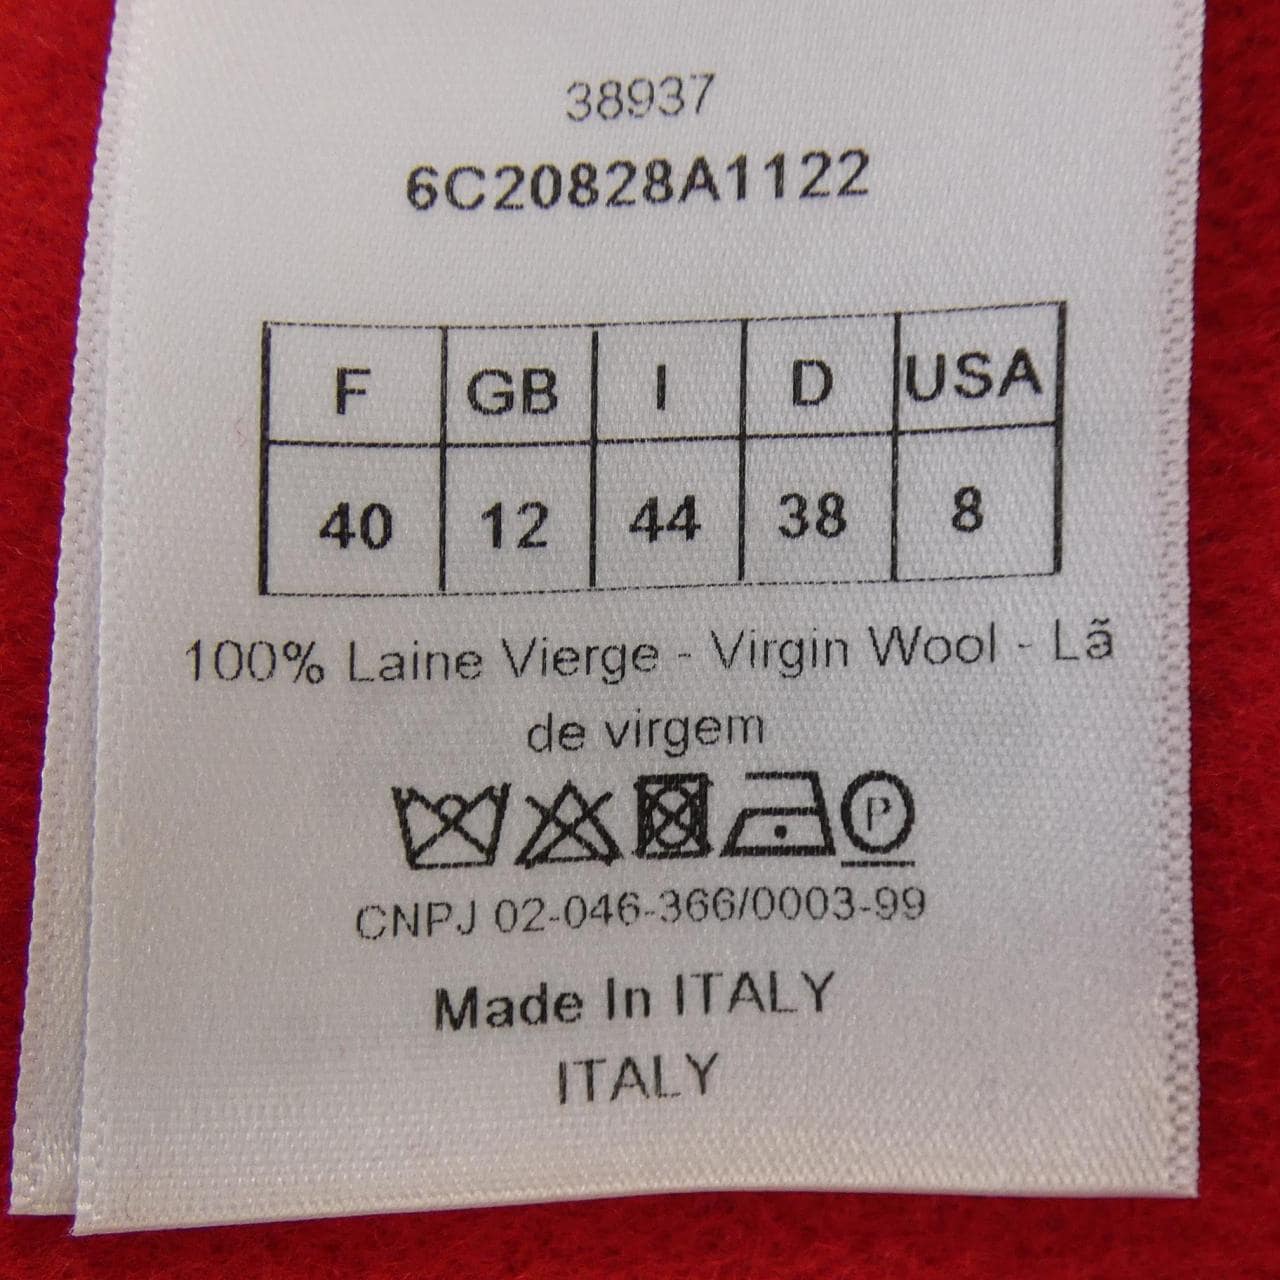 38937
6C20828A1122
F GB I D USA
40 12 44 38 8
100% Laine Vierge - Virgin Wool - Lã
de virgem
P
CNPJ 02-046-366/0003-99
Made In ITALY
ITALY